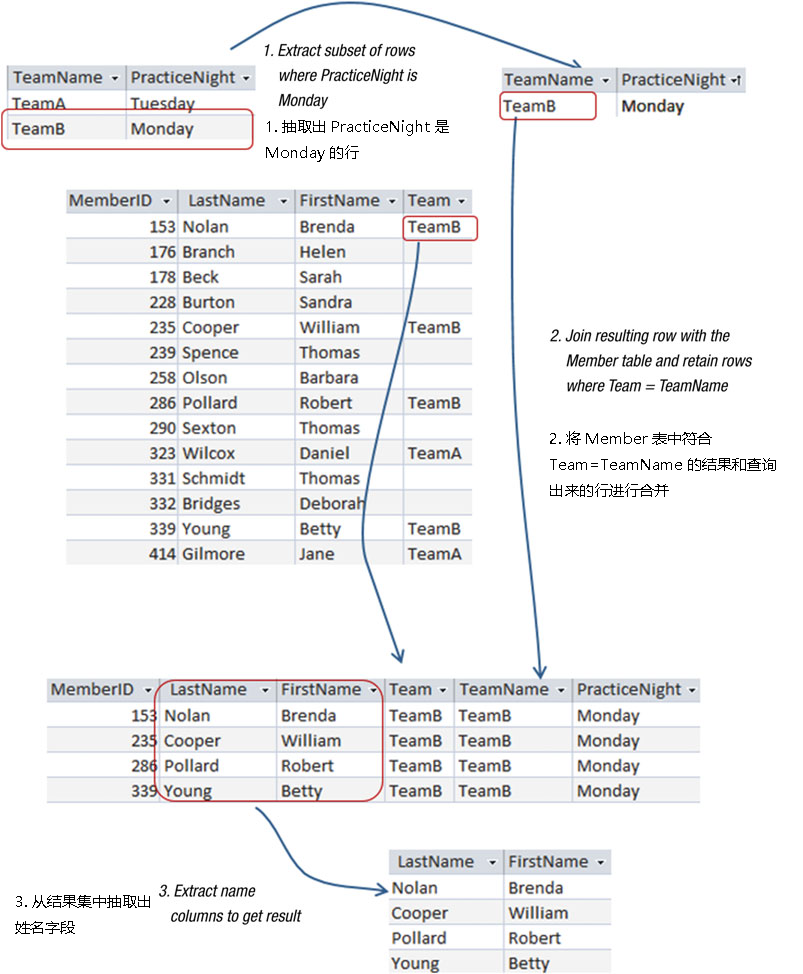 1. Extract subset of rows
where PracticeNight is
Monday
1. 抽取出 PracticeNight 是
Monday 的行
TeamName PracticeNight
TeamA Tuesday
TeamB Monday
TeamName PracticeNight
TeamB Monday
MemberID LastName FirstName Team
153 Nolan Brenda TeamB
176 Branch Helen
178 Beck Sarah
228 Burton Sandra
235 Cooper William TeamB
239 Spence Thomas
258 Olson Barbara
286 Pollard Robert TeamB
290 Sexton Thomas
323 Wilcox Daniel TeamA
331 Schmidt Thomas
332 Bridges Deborah
339 Young Betty TeamB
414 Gilmore Jane TeamA
2. Join resulting row with the
Member table and retain rows
where Team = TeamName
2. 将 Member 表中符合
Team=TeamName 的结果和查询
出来的行进行合并
MemberID LastName FirstName Team TeamName PracticeNight
153 Nolan Brenda TeamB TeamB Monday
235 Cooper William TeamB TeamB Monday
286 Pollard Robert TeamB TeamB Monday
339 Young Betty TeamB TeamB Monday
3. 从结果集中抽取出
姓名字段
3. Extract name
columns to get result
LastName FirstName
Nolan Brenda
Cooper William
Pollard Robert
Young Betty